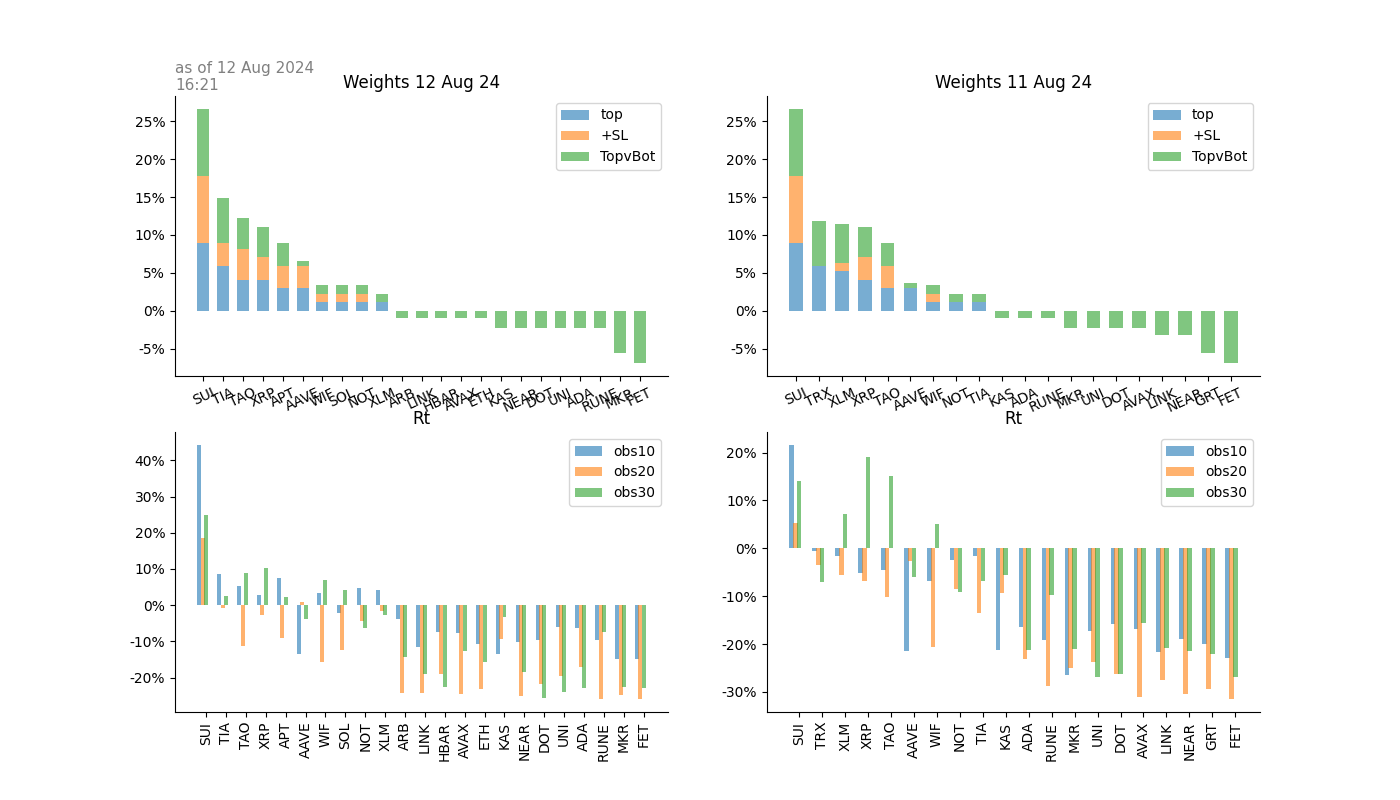 as of 12 Aug 2024
16:21
Weights 12 Aug 24
25%
20%
15%
10%
5%
0%
-5%
top
+SL
TopvBot
SUI TIA TAO XRP APT AAVE WIF SOL NOT XLM ARB LINK HBAR AVAX ETH KAS NEAR DOT UNI ADA RUNE MKR FET
Weights 11 Aug 24
25%
20%
15%
10%
5%
0%
-5%
top
+SL
TopvBot
SUI TRX XLM XRP TAO AAVE WIF NOT TIA KAS ADA RUNE MKR UNI DOT AVAX LINK NEAR GRT FET
Rt
40%
30%
20%
10%
0%
-10%
-20%
obs10
obs20
obs30
SUI TIA TAO XRP APT AAVE WIF SOL NOT XLM ARB LINK HBAR AVAX ETH KAS NEAR DOT UNI ADA RUNE MKR FET
Rt
20%
10%
0%
-10%
-20%
-30%
obs10
obs20
obs30
SUI TRX XLM XRP TAO AAVE WIF NOT TIA KAS ADA RUNE MKR UNI DOT AVAX LINK NEAR GRT FET